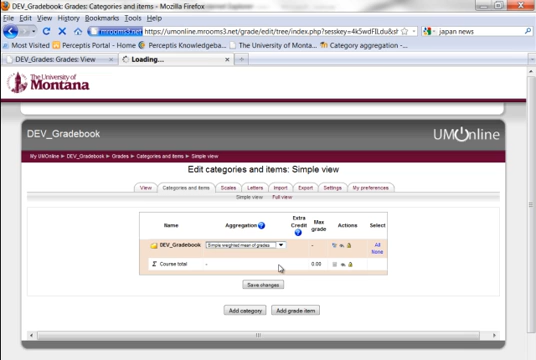 DEV_Gradebook: Grades: Categories and items - Mozilla Firefox
File Edit View History Bookmarks Tools Help
mrooms3.net https://umonline.mrooms3.net/grade/edit/tree/index.php?sesskey=4k5wdFILdu&sh japan news
Most Visited Perceptis Portal - Home Perceptis Knowledgeba... The University of Monta... Category aggregation -...
DEV_Grades: Grades: View Loading...
The University of
Montana
DEV_Gradebook
UMOnline
My UMOnline ► DEV_Gradebook ► Grades ► Categories and items ► Simple view
Edit categories and items: Simple view
View Categories and items Scales Letters Import Export Settings My preferences
Simple view Full view
Name Aggregation Extra Credit Max grade Actions Select
DEV_Gradebook Simple weighted mean of grades - All None
Σ Course total - 0.00
Save changes
Add category Add grade item